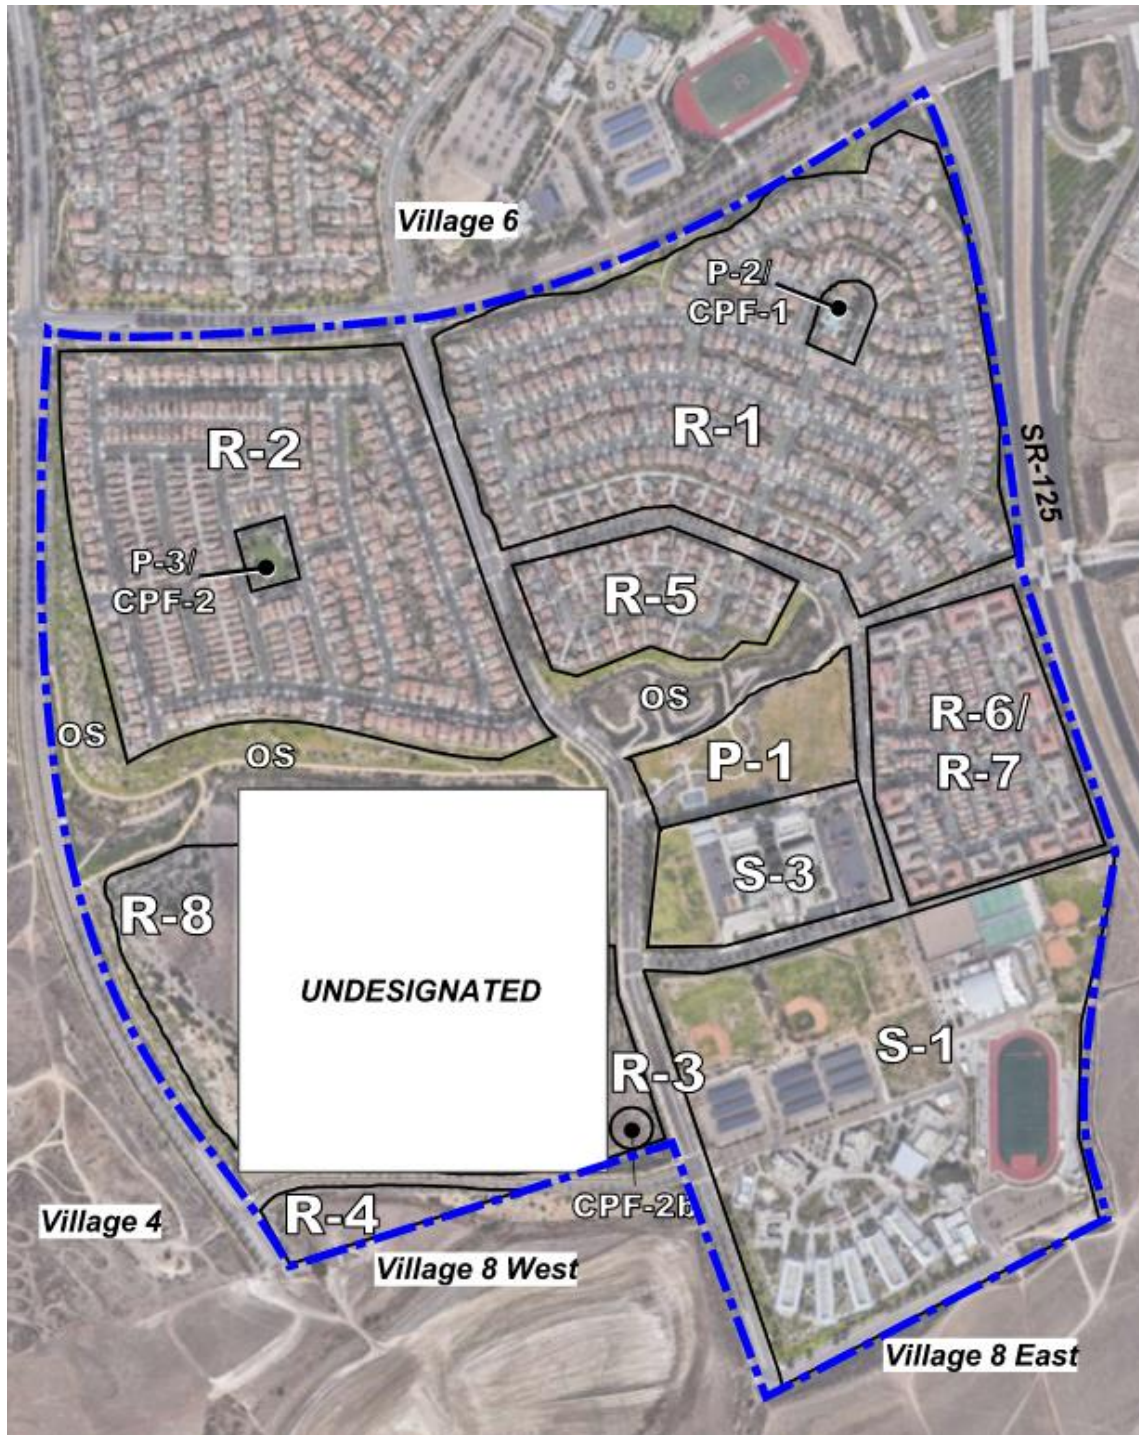 Village 6
P-2/
CPF-1
R-1
R-2
SR-125
P-3/
CPF-2
R-5
OS
R-6/
R-7
OS
OS
P-1
S-3
R-8
UNDESIGNATED
S-1
R-3
CPF-2b
R-4
Village 4
Village 8 West
Village 8 East